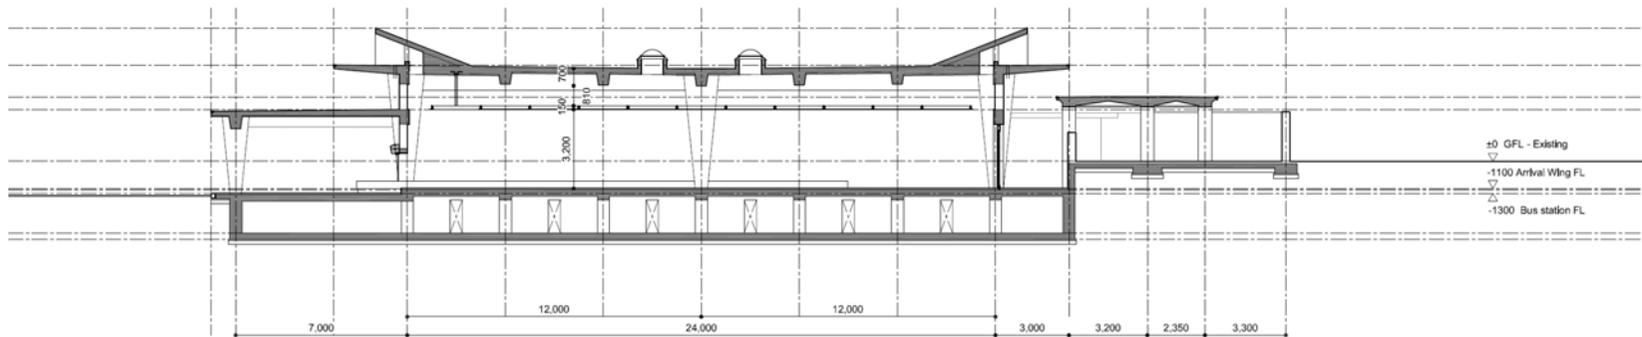 700
810
150
3,200
±0 GFL - Existing
-1100 Arrival Wing FL
-1300 Bus station FL
12,000 12,000
7,000 24,000 3,000 3,200 2,350 3,300